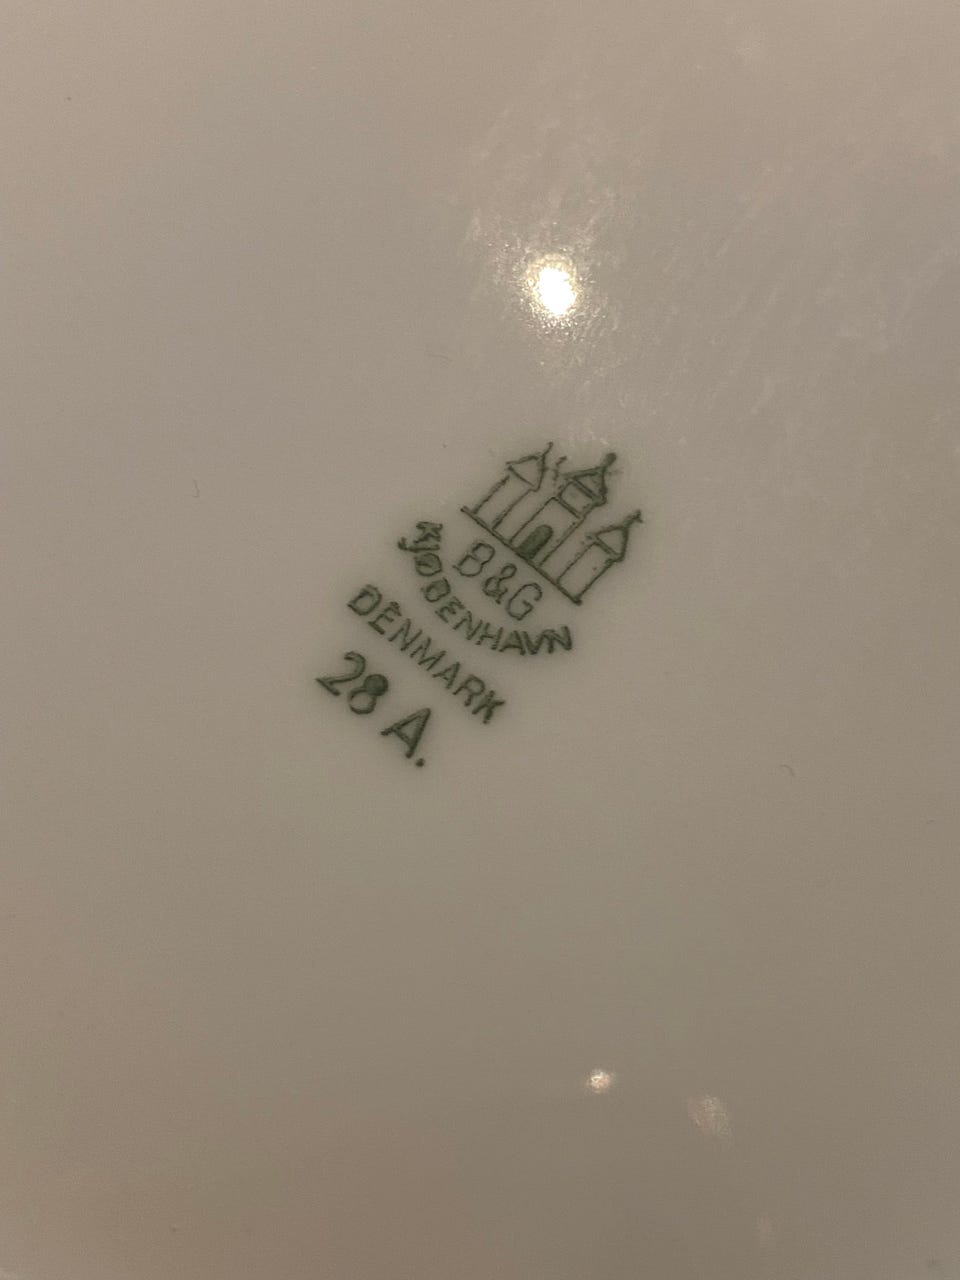 B&G
KJØBENHAVN
DENMARK
28 A.